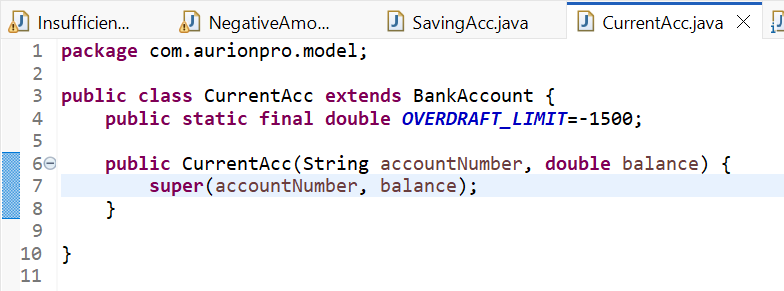 Insufficien... NegativeAmo... SavingAcc.java CurrentAcc.java
1 package com.aurionpro.model;
2
3 public class CurrentAcc extends BankAccount {
4     public static final double OVERDRAFT_LIMIT=-1500;
5
6     public CurrentAcc(String accountNumber, double balance) {
7         super(accountNumber, balance);
8     }
9
10 }
11